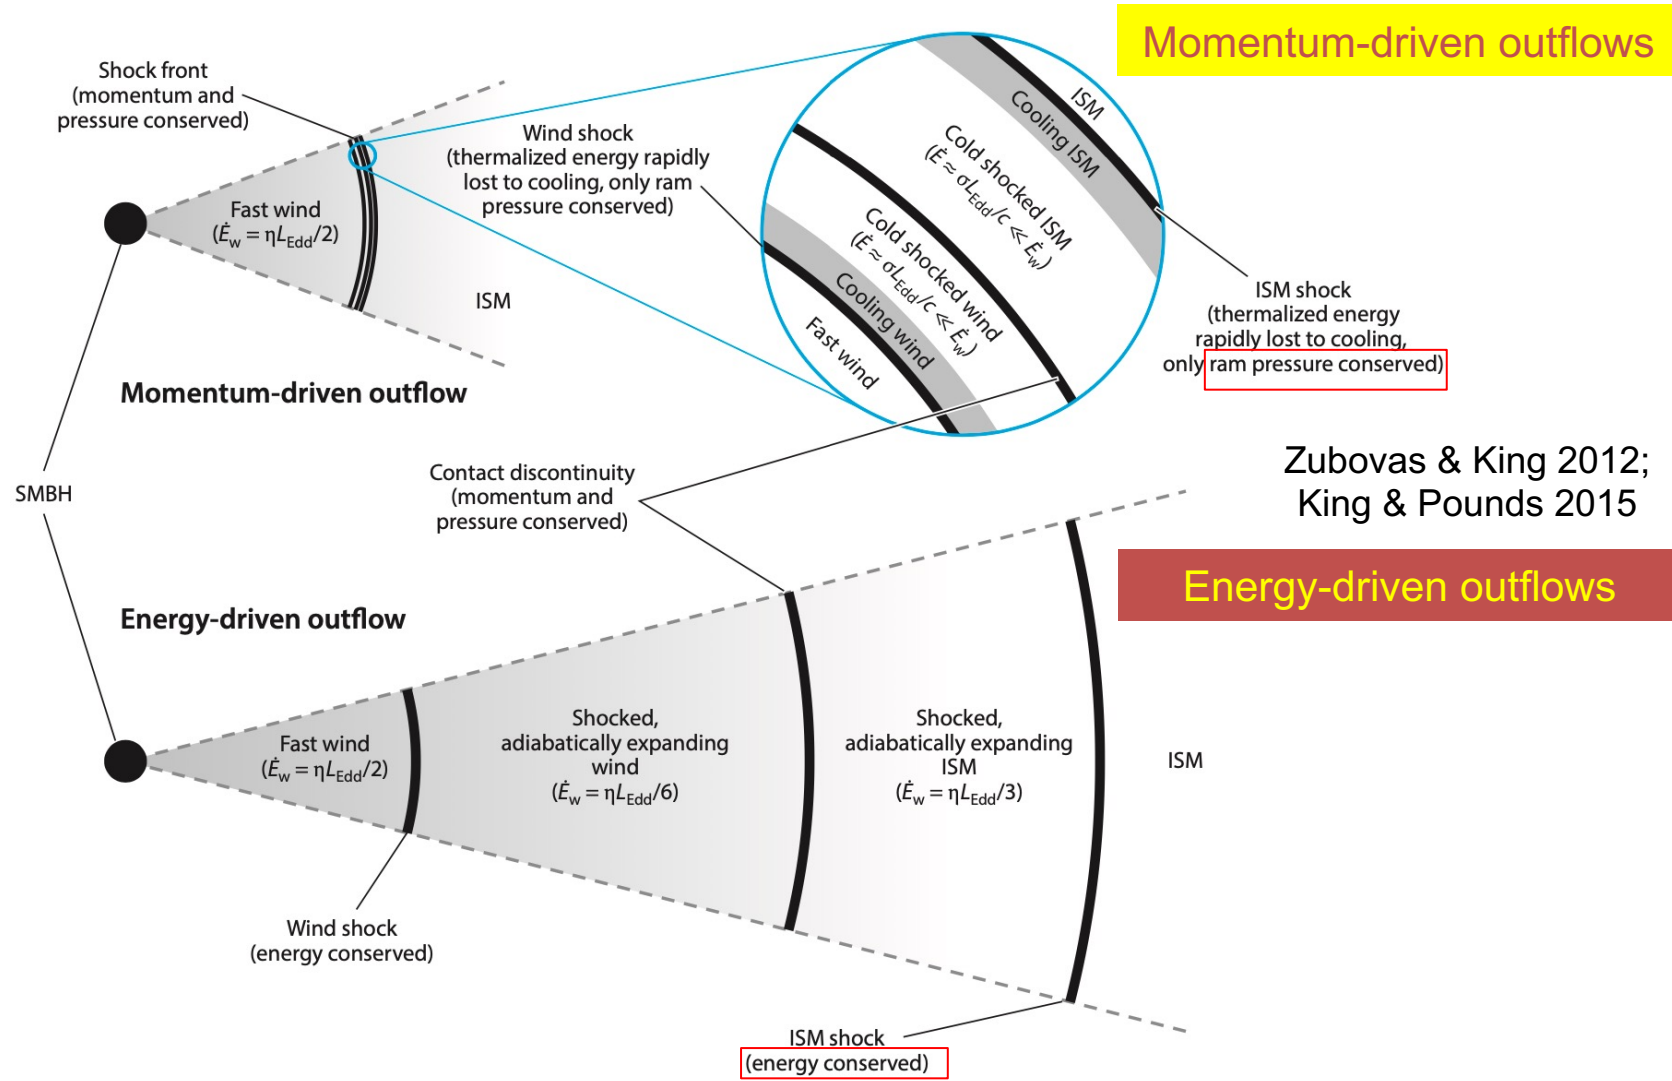 Momentum-driven outflows
Shock front
(momentum and
pressure conserved)
Wind shock
(thermalized energy rapidly
lost to cooling, only ram
pressure conserved)
Fast wind
(Ėw = ηLEdd/2)
ISM
Momentum-driven outflow
ISM
Cooling ISM
Cold shocked ISM
(Ė ≈ σLEdd/c ≪ Ėw)
Cold shocked wind
(Ė ≈ σLEdd/c ≪ Ėw)
Cooling wind
Fast wind
ISM shock
(thermalized energy
rapidly lost to cooling,
only ram pressure conserved)
Zubovas & King 2012;
King & Pounds 2015
Contact discontinuity
(momentum and
pressure conserved)
SMBH
Energy-driven outflows
Energy-driven outflow
Fast wind
(Ėw = ηLEdd/2)
Shocked,
adiabatically expanding
wind
(Ėw = ηLEdd/6)
Shocked,
adiabatically expanding
ISM
(Ėw = ηLEdd/3)
ISM
Wind shock
(energy conserved)
ISM shock
(energy conserved)